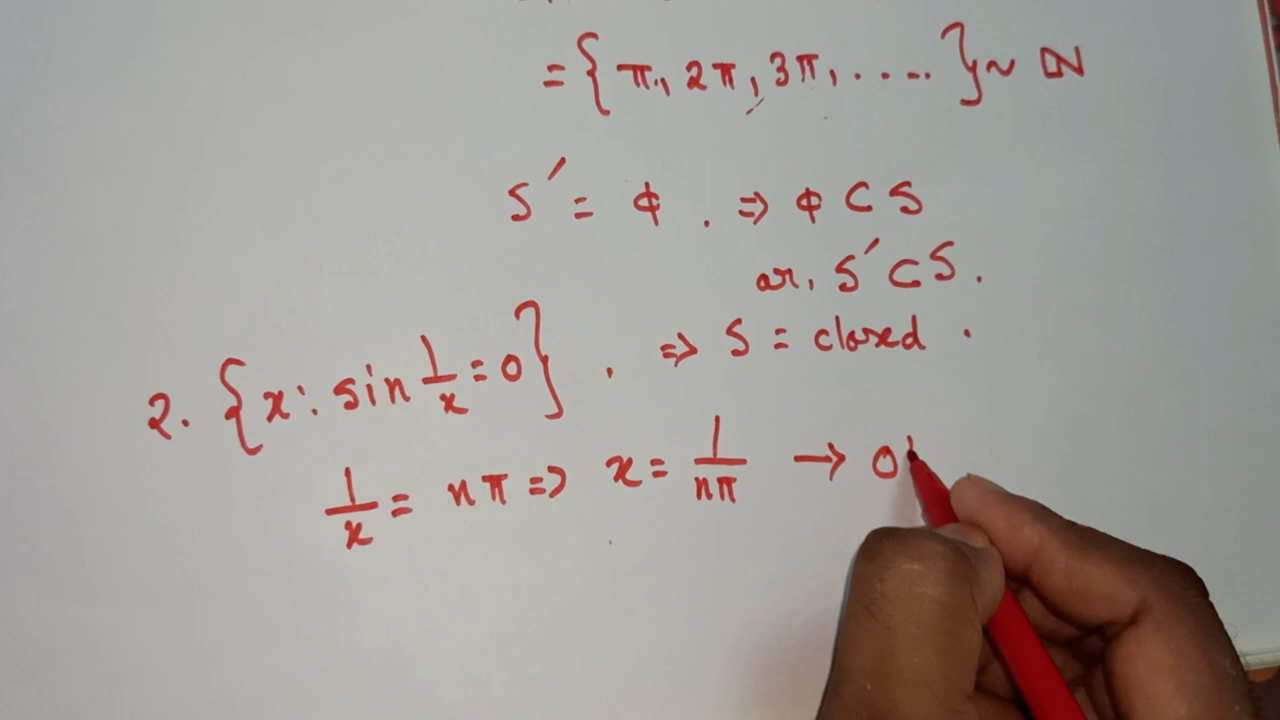 = { π, 2π, 3π, ..... } ~ ℕ
S′ = ϕ . ⇒ ϕ ⊂ S
or, S′ ⊂ S.
⇒ S = closed .
2. {x : sin 1/x = 0} .
1/x = nπ ⇒ x = 1/nπ → 0